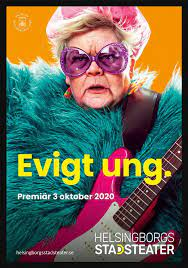 Evigt ung.
Premiär 3 oktober 2020
helsingborgsstadsteater.se
HELSINGBORGS
STADSTEATER